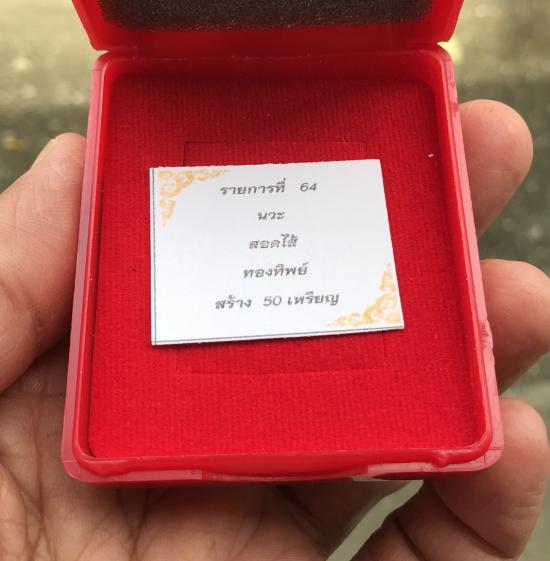 รายการที่ 64
นวะ
สอดไส้
ทองทิพย์
สร้าง 50 เหรียญ